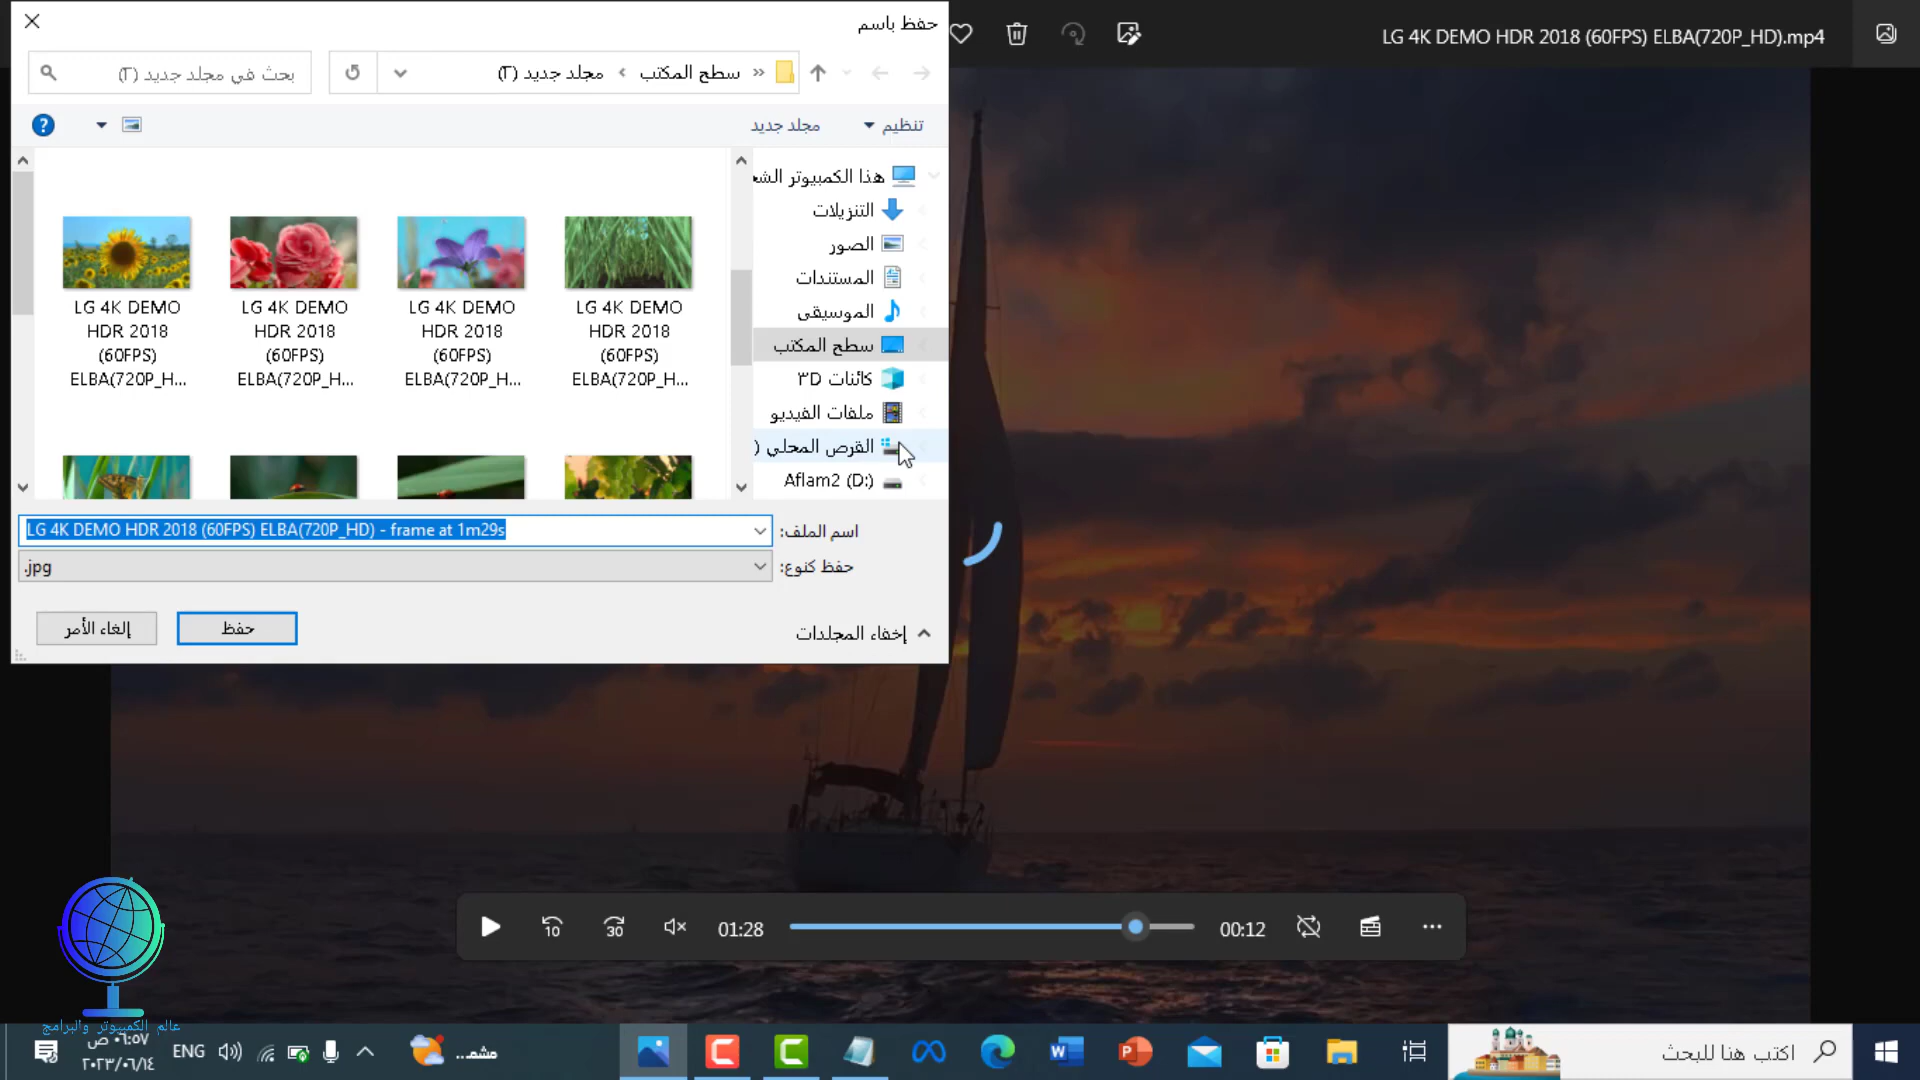 حفظ باسم
LG 4K DEMO HDR 2018 (60FPS) ELBA(720P_HD).mp4
سطح المكتب
مجلد جديد (٢)
بحث في مجلد جديد (٢)
تنظيم
مجلد جديد
هذا الكمبيوتر الشخ
التنزيلات
الصور
المستندات
الموسيقى
سطح المكتب
كائنات ٣D
ملفات الفيديو
القرص المحلي (
Aflam2 (D:)
LG 4K DEMO
HDR 2018
(60FPS)
ELBA(720P_H...
LG 4K DEMO
HDR 2018
(60FPS)
ELBA(720P_H...
LG 4K DEMO
HDR 2018
(60FPS)
ELBA(720P_H...
LG 4K DEMO
HDR 2018
(60FPS)
ELBA(720P_H...
اسم الملف:
LG 4K DEMO HDR 2018 (60FPS) ELBA(720P_HD) - frame at 1m29s
حفظ كنوع:
.jpg
إخفاء المجلدات
حفظ
إلغاء الأمر
10
30
01:28
00:12
عالم الكمبيوتر والبرامج
اكتب هنا للبحث
مشمـ...
ENG
٠٦:٥٧ ص
٢٠٢٣/٠٦/١٤